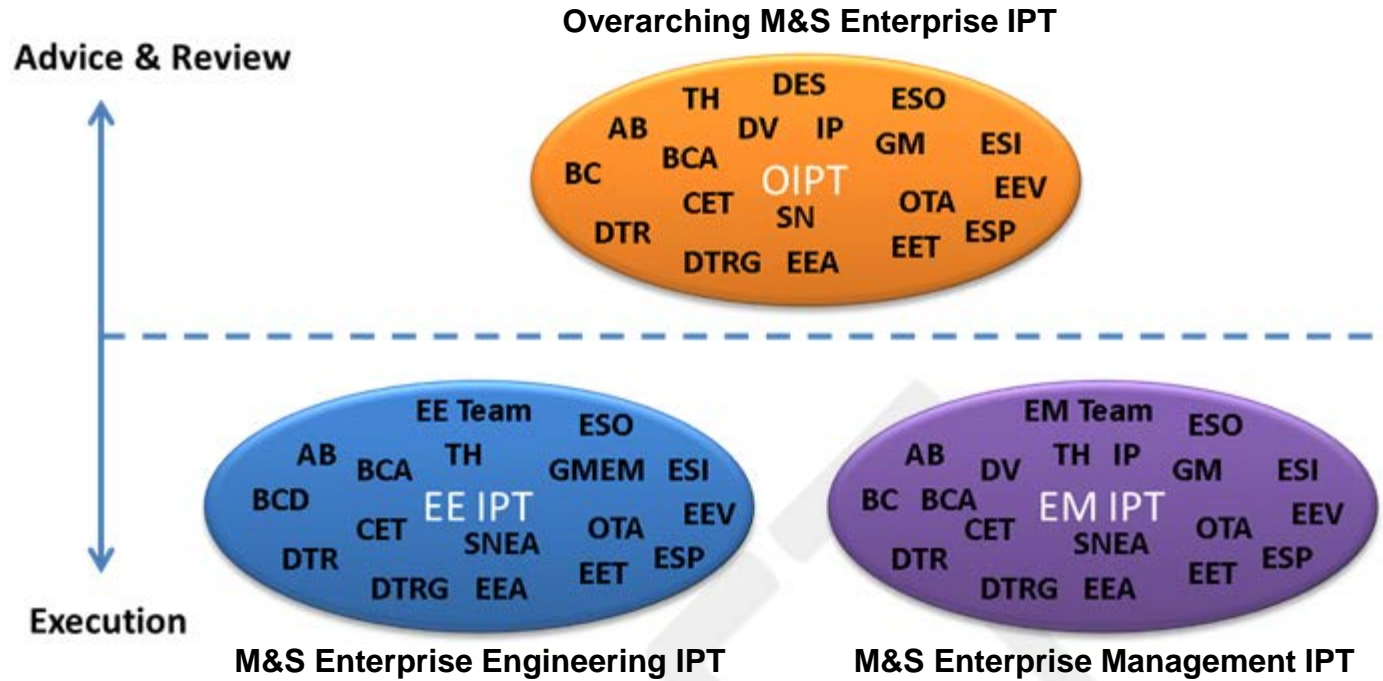 Overarching M&S Enterprise IPT
Advice & Review
DES
TH
ESO
AB
DV
IP
GM
ESI
BCA
BC
OIPT
EEV
CET
OTA
SN
DTR
ESP
EET
DTRG
EEA
EE Team
ESO
AB
TH
BCA
GMEM
ESI
BCD
EE IPT
EEV
CET
OTA
SNEA
DTR
ESP
EET
DTRG
EEA
EM Team
ESO
AB
TH
IP
DV
GM
ESI
BC
BCA
EM IPT
EEV
CET
OTA
SNEA
DTR
ESP
EET
DTRG
EEA
Execution
M&S Enterprise Engineering IPT
M&S Enterprise Management IPT